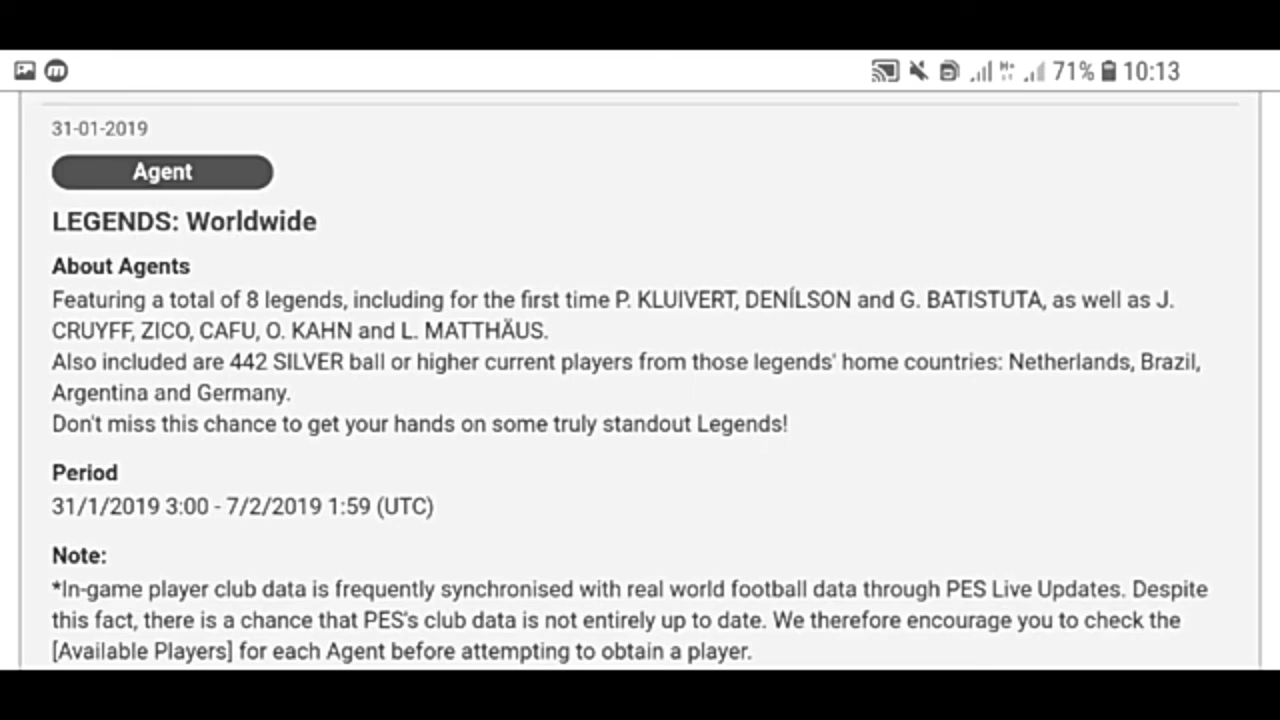 71% 10:13
31-01-2019
Agent
LEGENDS: Worldwide
About Agents
Featuring a total of 8 legends, including for the first time P. KLUIVERT, DENÍLSON and G. BATISTUTA, as well as J.
CRUYFF, ZICO, CAFU, O. KAHN and L. MATTHÄUS.
Also included are 442 SILVER ball or higher current players from those legends' home countries: Netherlands, Brazil,
Argentina and Germany.
Don't miss this chance to get your hands on some truly standout Legends!
Period
31/1/2019 3:00 - 7/2/2019 1:59 (UTC)
Note:
*In-game player club data is frequently synchronised with real world football data through PES Live Updates. Despite
this fact, there is a chance that PES's club data is not entirely up to date. We therefore encourage you to check the
[Available Players] for each Agent before attempting to obtain a player.